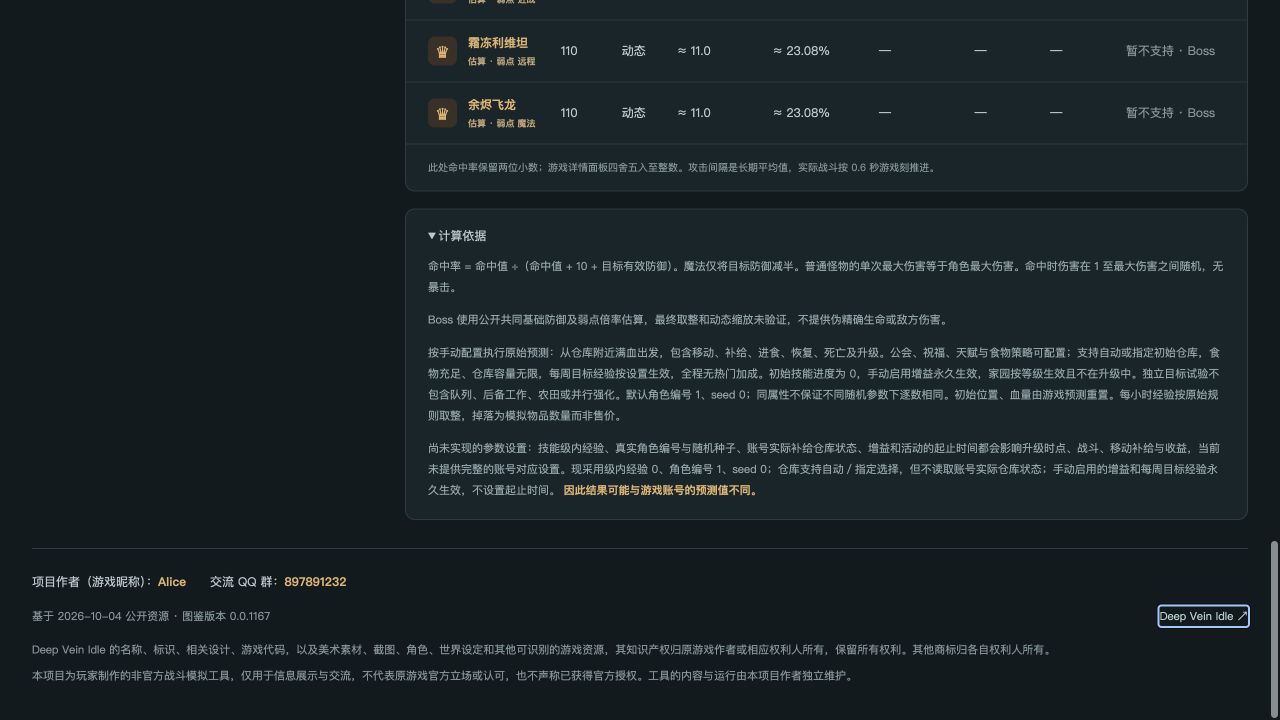 霜冻利维坦
110 动态 ≈ 11.0 ≈ 23.08% — — — 暂不支持 · Boss
估算 · 弱点 远程
余烬飞龙
110 动态 ≈ 11.0 ≈ 23.08% — — — 暂不支持 · Boss
估算 · 弱点 魔法
此处命中率保留两位小数；游戏详情面板四舍五入至整数。攻击间隔是长期平均值，实际战斗按 0.6 秒游戏刻推进。
▼计算依据
命中率 = 命中值 ÷（命中值 + 10 + 目标有效防御）。魔法仅将目标防御减半。普通怪物的单次最大伤害等于角色最大伤害。命中时伤害在 1 至最大伤害之间随机，无
暴击。
Boss 使用公开共同基础防御及弱点倍率估算，最终取整和动态缩放未验证，不提供伪精确生命或敌方伤害。
按手动配置执行原始预测：从仓库附近满血出发，包含移动、补给、进食、恢复、死亡及升级。公会、祝福、天赋与食物策略可配置；支持自动或指定初始仓库，食
物充足、仓库容量无限，每周目标经验按设置生效，全程无热门加成。初始技能进度为 0，手动启用增益永久生效，家园按等级生效且不在升级中。独立目标试验不
包含队列、后备工作、农田或并行强化。默认角色编号 1、seed 0；同属性不保证不同随机参数下逐数相同。初始位置、血量由游戏预测重置。每小时经验按原始规
则取整，掉落为模拟物品数量而非售价。
尚未实现的参数设置：技能级内经验、真实角色编号与随机种子、账号实际补给仓库状态、增益和活动的起止时间都会影响升级时点、战斗、移动补给与收益，当前
未提供完整的账号对应设置。现采用级内经验 0、角色编号 1、seed 0；仓库支持自动 / 指定选择，但不读取账号实际仓库状态；手动启用的增益和每周目标经验永
久生效，不设置起止时间。 因此结果可能与游戏账号的预测值不同。
项目作者（游戏昵称）：Alice 交流 QQ 群：897891232
基于 2026-10-04 公开资源 · 图鉴版本 0.0.1167
Deep Vein Idle ↗
Deep Vein Idle 的名称、标识、相关设计、游戏代码，以及美术素材、截图、角色、世界设定和其他可识别的游戏资源，其知识产权归原游戏作者或相应权利人所有，保留所有权利。其他商标归各自权利人所有。
本项目为玩家制作的非官方战斗模拟工具，仅用于信息展示与交流，不代表原游戏官方立场或认可，也不声称已获得官方授权。工具的内容与运行由本项目作者独立维护。